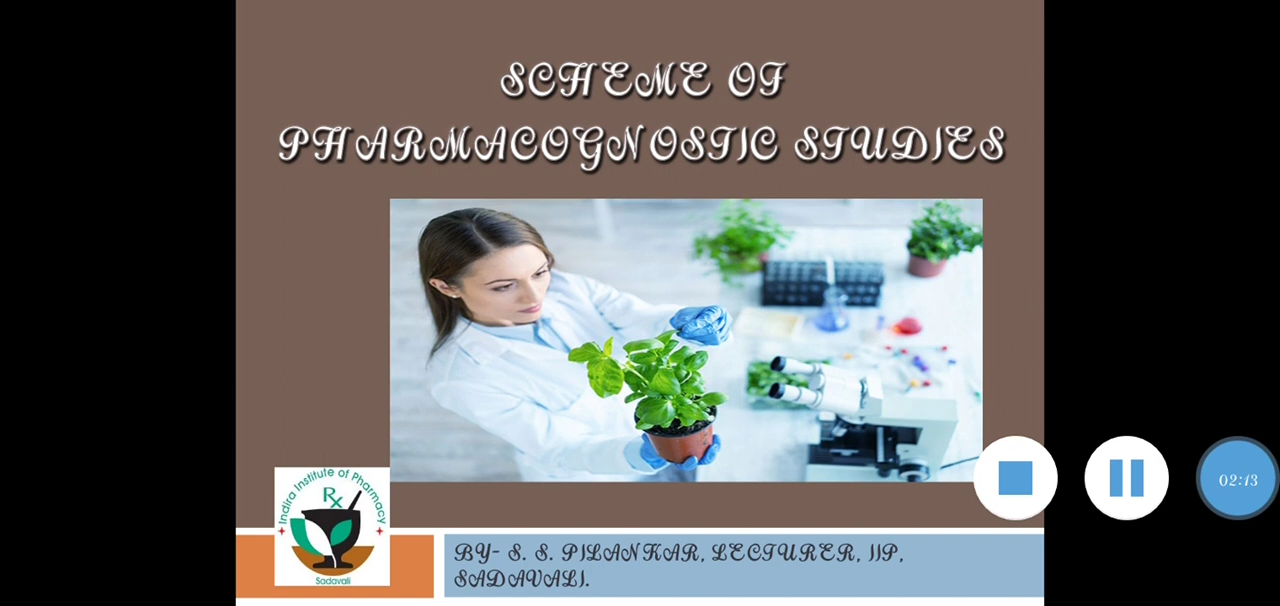 SCHEME OF
PHARMACOGNOSTIC STUDIES
Indira Institute of Pharmacy
Rx
Sadavali
BY- S. S. PILANKAR, LECTURER, IIP,
SADAVALI.
02:13